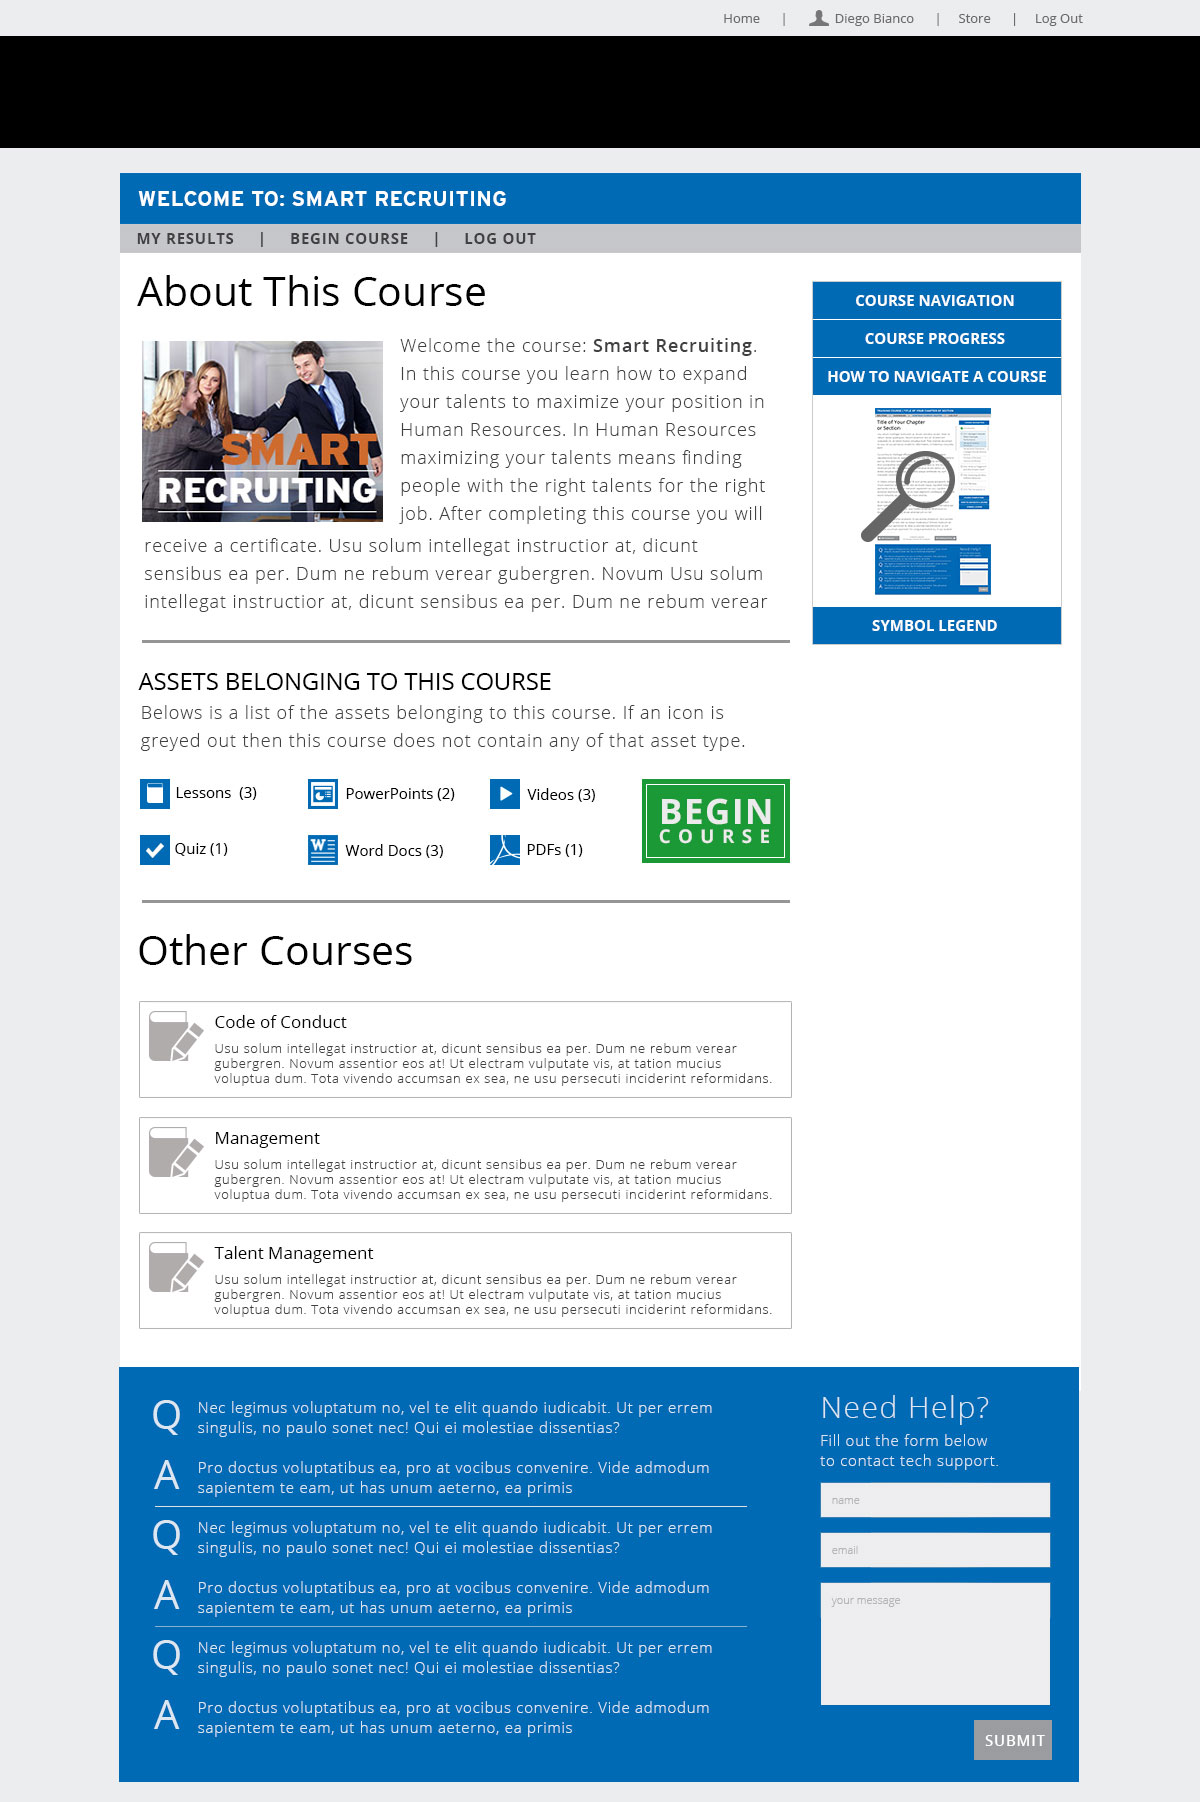 Home | Diego Bianco | Store | Log Out
WELCOME TO: SMART RECRUITING
MY RESULTS | BEGIN COURSE | LOG OUT
About This Course
SMART
RECRUITING
Welcome the course: Smart Recruiting.
In this course you learn how to expand
your talents to maximize your position in
Human Resources. In Human Resources
maximizing your talents means finding
people with the right talents for the right
job. After completing this course you will
receive a certificate. Usu solum intellegat instructior at, dicunt
sensibus ea per. Dum ne rebum verear gubergren. Novum Usu solum
intellegat instructior at, dicunt sensibus ea per. Dum ne rebum verear
COURSE NAVIGATION
COURSE PROGRESS
HOW TO NAVIGATE A COURSE
Title of Your Chapter
or Section
SYMBOL LEGEND
ASSETS BELONGING TO THIS COURSE
Belows is a list of the assets belonging to this course. If an icon is
greyed out then this course does not contain any of that asset type.
Lessons (3)
PowerPoints (2)
Videos (3)
Quiz (1)
W
Word Docs (3)
PDFs (1)
BEGIN
COURSE
Other Courses
Code of Conduct
Usu solum intellegat instructior at, dicunt sensibus ea per. Dum ne rebum verear
gubergren. Novum assentior eos at! Ut electram vulputate vis, at tation mucius
voluptua dum. Tota vivendo accumsan ex sea, ne usu persecuti inciderint reformidans.
Management
Usu solum intellegat instructior at, dicunt sensibus ea per. Dum ne rebum verear
gubergren. Novum assentior eos at! Ut electram vulputate vis, at tation mucius
voluptua dum. Tota vivendo accumsan ex sea, ne usu persecuti inciderint reformidans.
Talent Management
Usu solum intellegat instructior at, dicunt sensibus ea per. Dum ne rebum verear
gubergren. Novum assentior eos at! Ut electram vulputate vis, at tation mucius
voluptua dum. Tota vivendo accumsan ex sea, ne usu persecuti inciderint reformidans.
Q Nec legimus voluptatum no, vel te elit quando iudicabit. Ut per errem
singulis, no paulo sonet nec! Qui ei molestiae dissentias?
A Pro doctus voluptatibus ea, pro at vocibus convenire. Vide admodum
sapientem te eam, ut has unum aeterno, ea primis
Q Nec legimus voluptatum no, vel te elit quando iudicabit. Ut per errem
singulis, no paulo sonet nec! Qui ei molestiae dissentias?
A Pro doctus voluptatibus ea, pro at vocibus convenire. Vide admodum
sapientem te eam, ut has unum aeterno, ea primis
Q Nec legimus voluptatum no, vel te elit quando iudicabit. Ut per errem
singulis, no paulo sonet nec! Qui ei molestiae dissentias?
A Pro doctus voluptatibus ea, pro at vocibus convenire. Vide admodum
sapientem te eam, ut has unum aeterno, ea primis
Need Help?
Fill out the form below
to contact tech support.
name
email
your message
SUBMIT